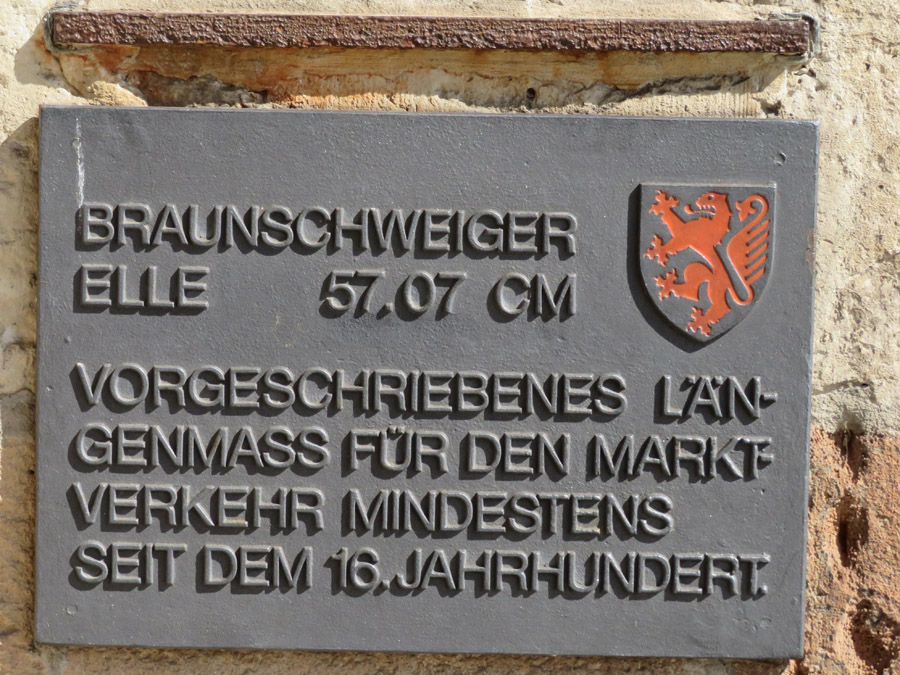 BRAUNSCHWEIGER
ELLE 57.07 CM
VORGESCHRIEBENES LÄN-
GENMASS FÜR DEN MARKT-
VERKEHR MINDESTENS
SEIT DEM 16.JAHRHUNDERT.